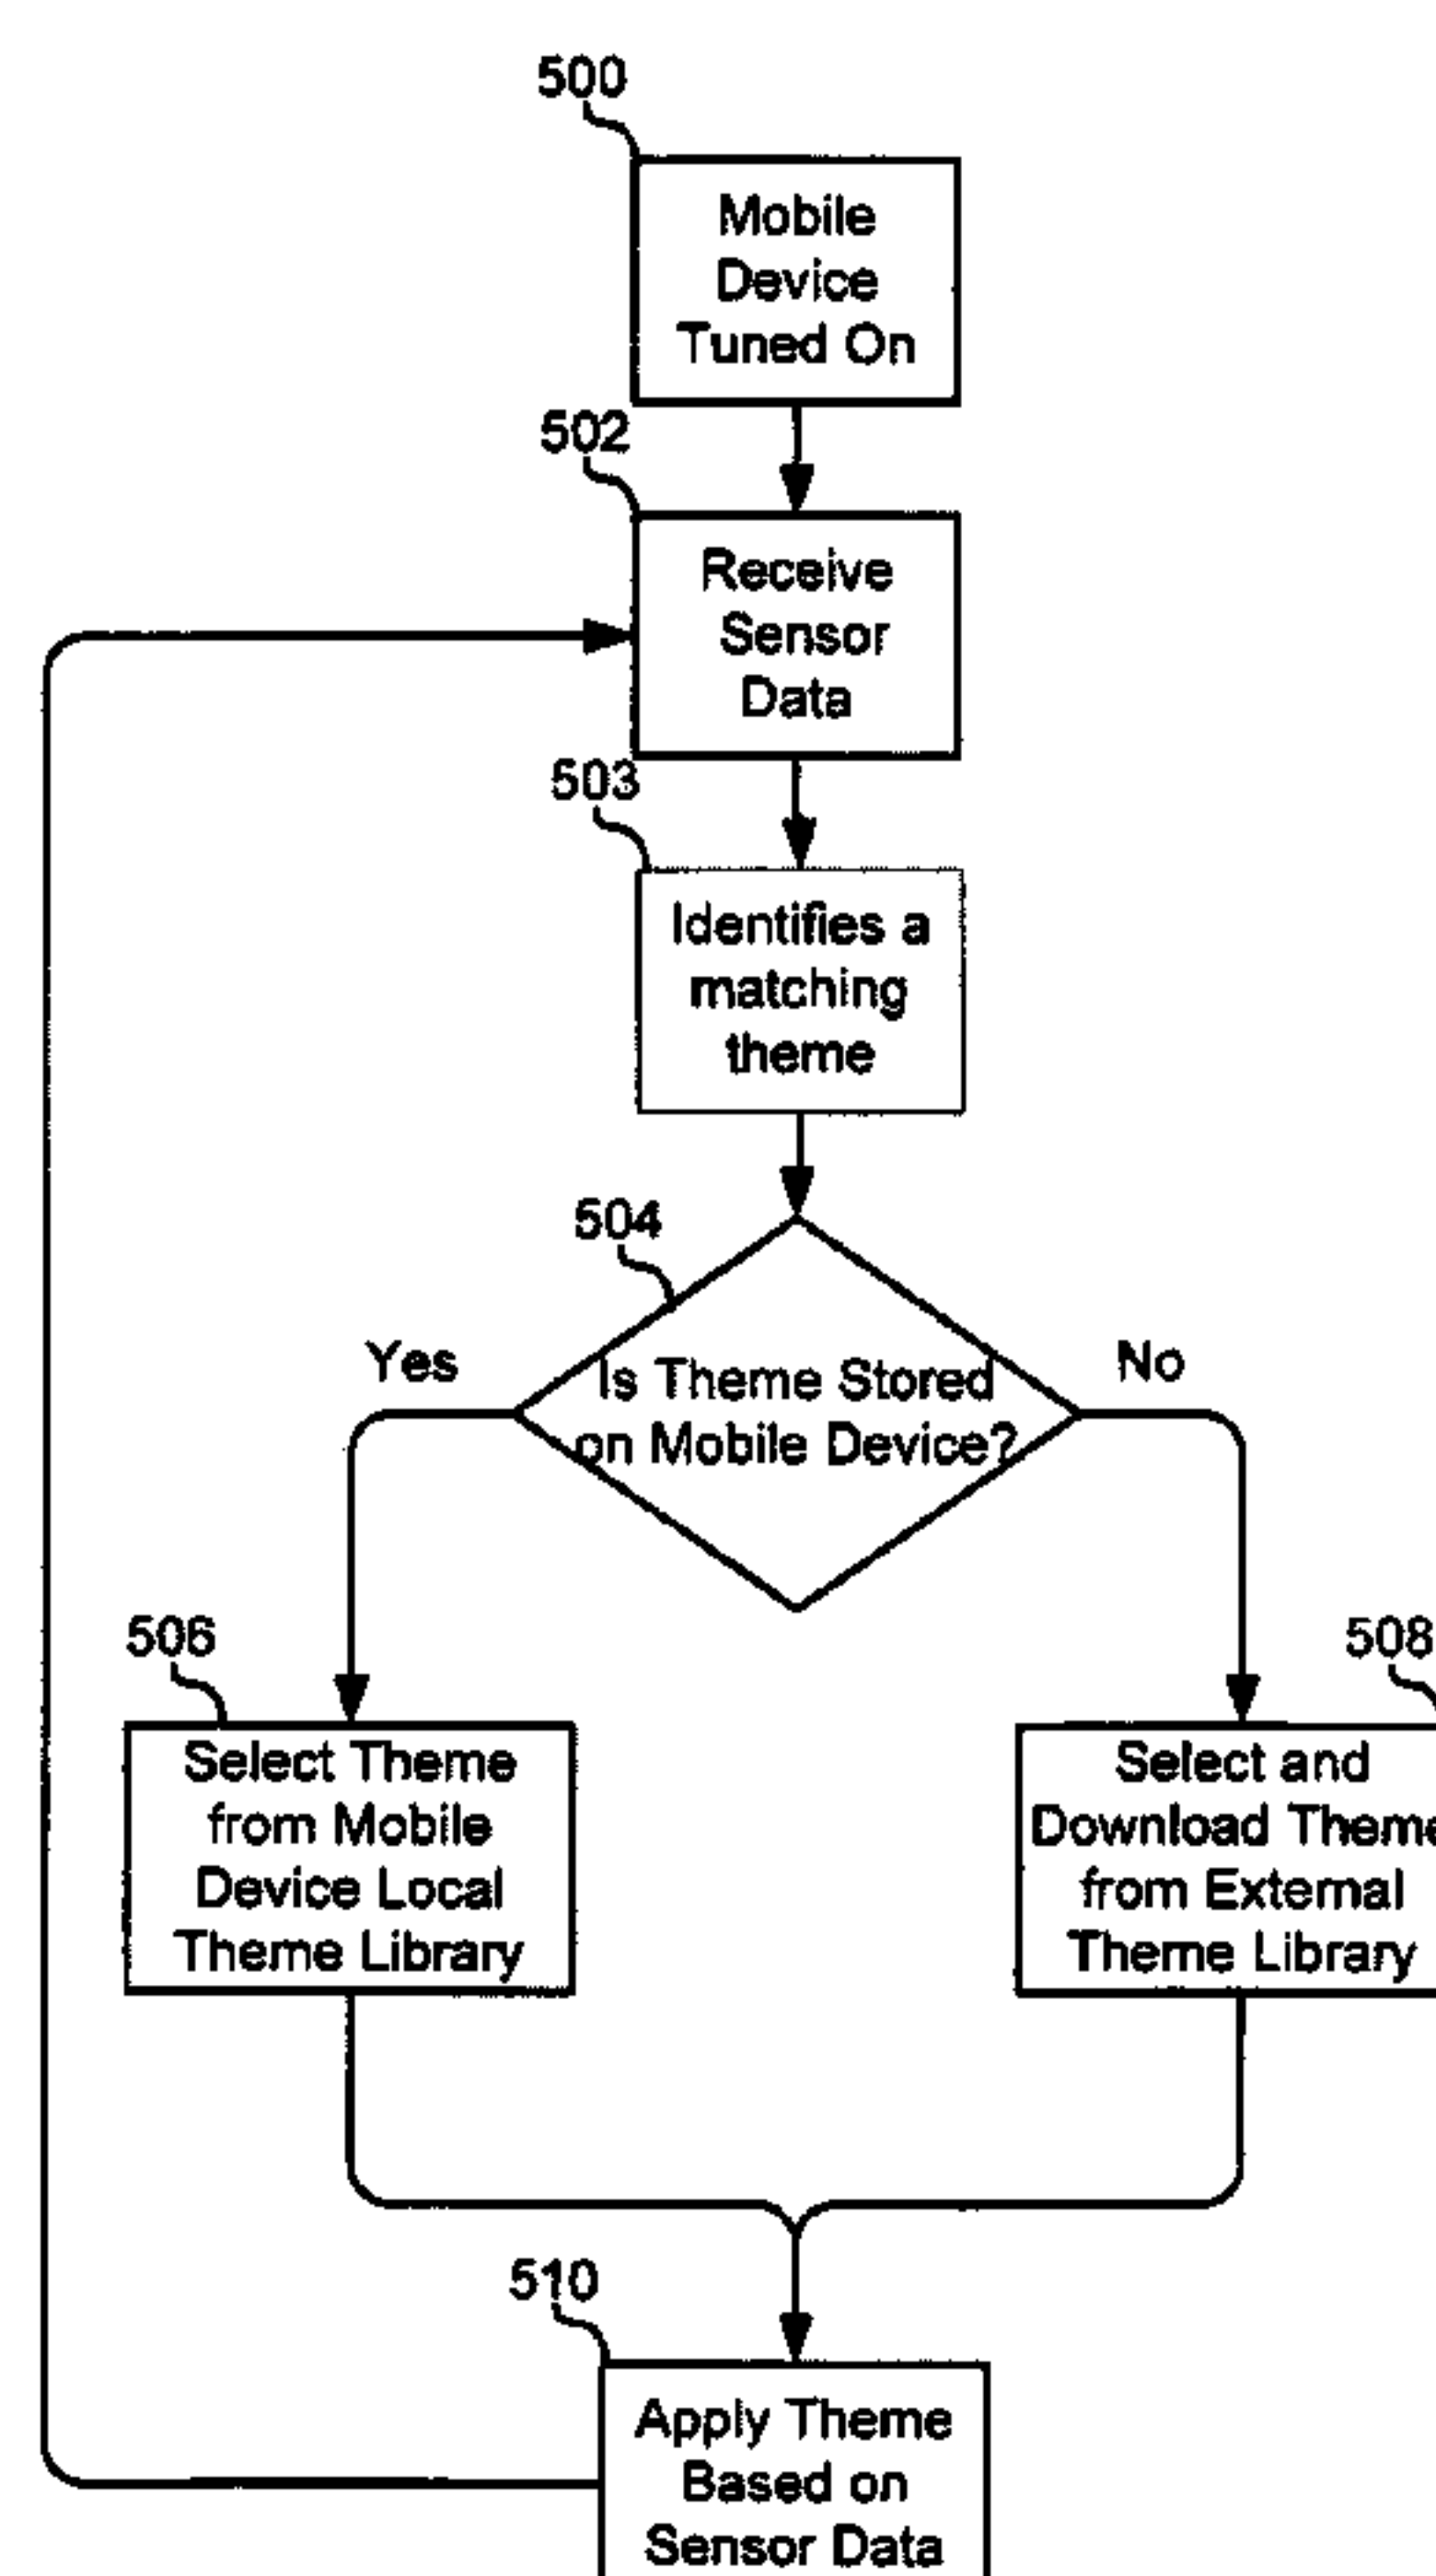 500
Mobile
Device
Tuned On
502
Receive
Sensor
Data
503
Identifies a
matching
theme
504
Yes
Is Theme Stored
on Mobile Device?
No
506
Select Theme
from Mobile
Device Local
Theme Library
508
Select and
Download Theme
from External
Theme Library
510
Apply Theme
Based on
Sensor Data